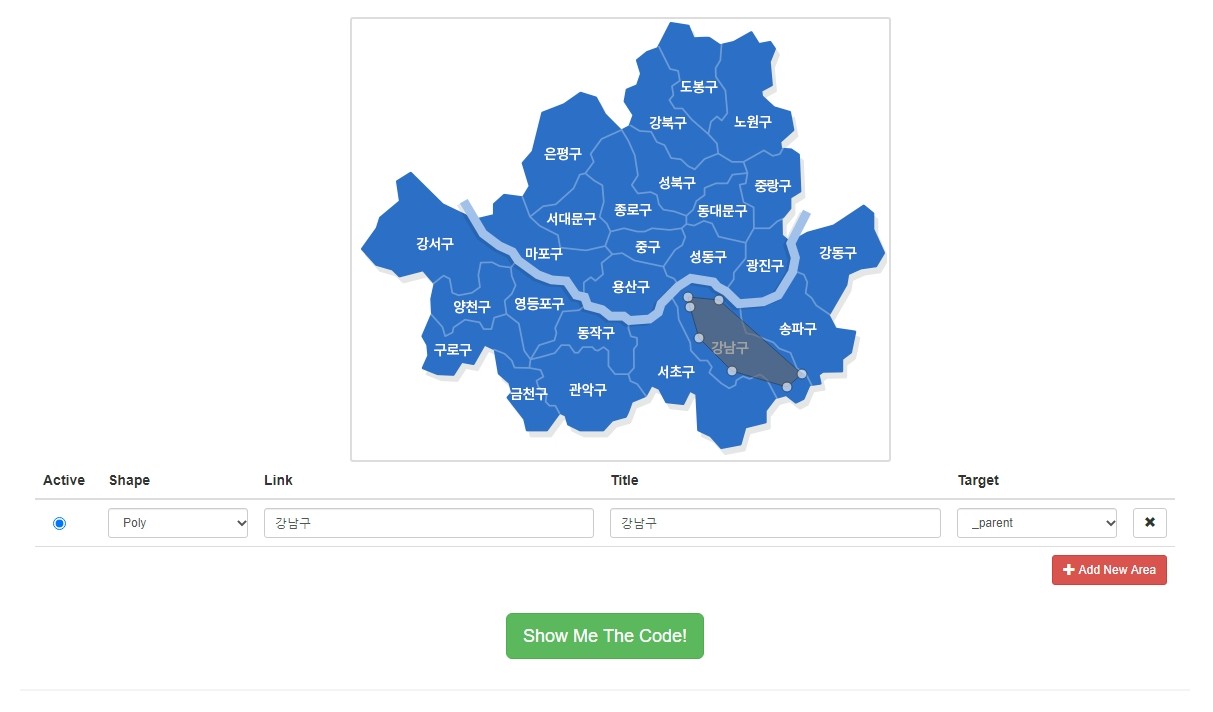 도봉구
강북구
노원구
은평구
성북구
중랑구
서대문구
종로구
동대문구
강서구
마포구
중구
성동구
광진구
강동구
용산구
양천구
영등포구
동작구
송파구
구로구
강남구
서초구
금천구
관악구
Active Shape Link Title Target
Poly 강남구 강남구 _parent
Add New Area
Show Me The Code!